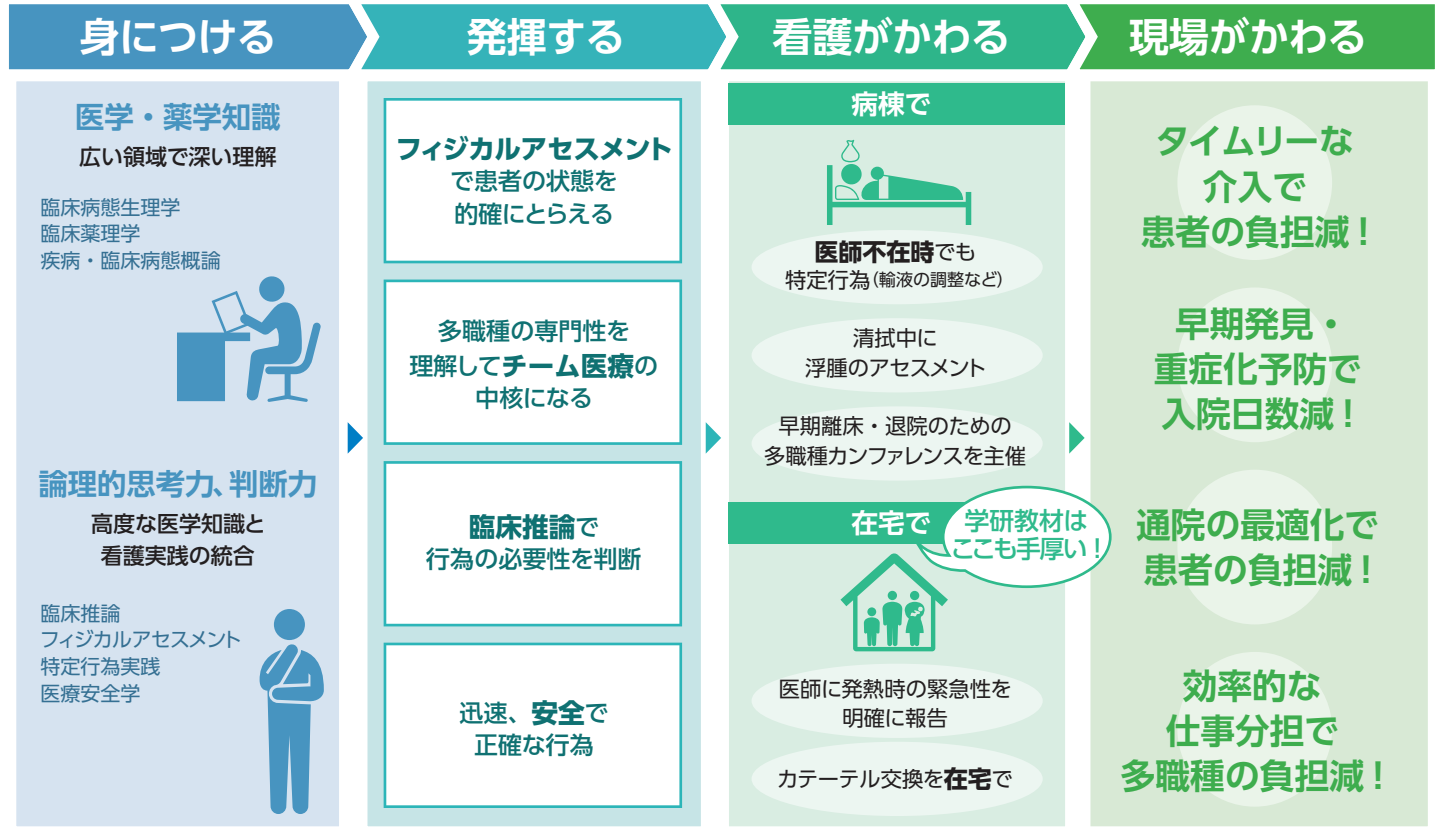 身につける
発揮する
看護がかわる
現場がかわる
医学・薬学知識
広い領域で深い理解
臨床病態生理学
臨床薬理学
疾病・臨床病態概論
論理的思考力、判断力
高度な医学知識と
看護実践の統合
臨床推論
フィジカルアセスメント
特定行為実践
医療安全学
フィジカルアセスメント
で患者の状態を
的確にとらえる
多職種の専門性を
理解してチーム医療の
中核になる
臨床推論で
行為の必要性を判断
迅速、安全で
正確な行為
病棟で
医師不在時でも
特定行為(輸液の調整など)
清拭中に
浮腫のアセスメント
早期離床・退院のための
多職種カンファレンスを主催
在宅で
学研教材は
ここも手厚い!
医師に発熱時の緊急性を
明確に報告
カテーテル交換を在宅で
タイムリーな
介入で
患者の負担減!
早期発見・
重症化予防で
入院日数減!
通院の最適化で
患者の負担減!
効率的な
仕事分担で
多職種の負担減!